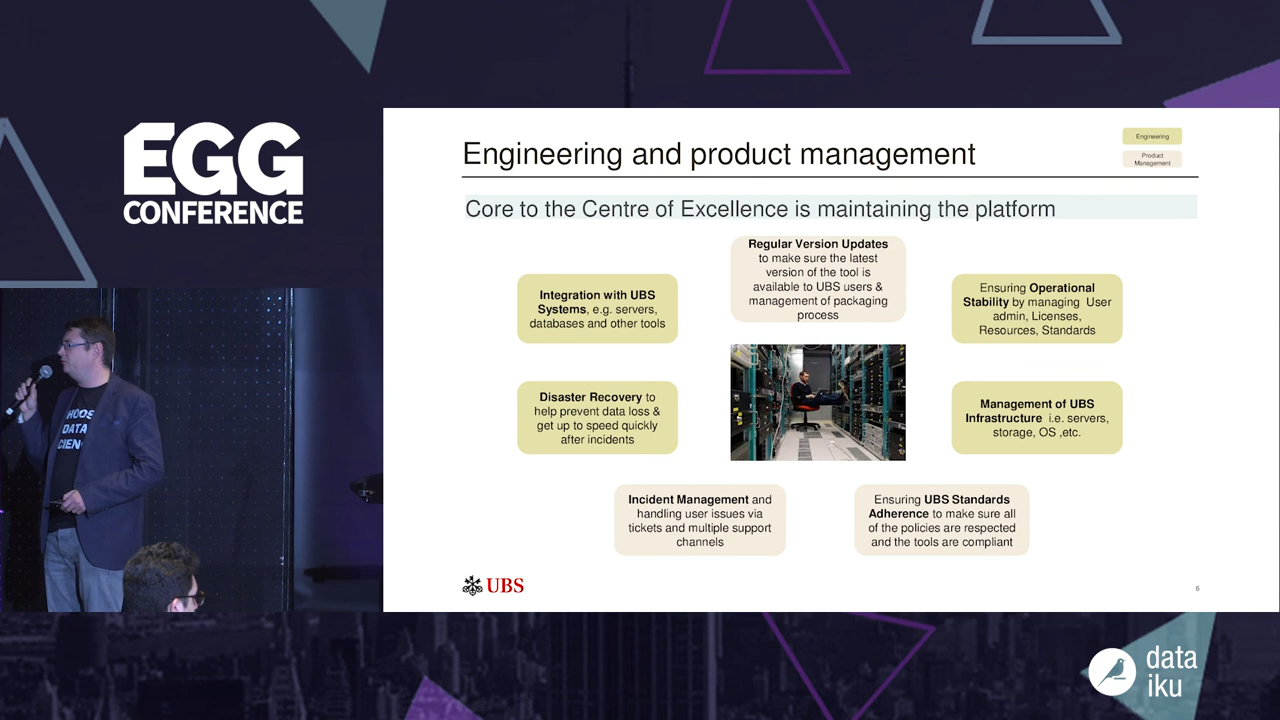 EGG
CONFERENCE
Engineering and product management
Engineering
Product
Management
Core to the Centre of Excellence is maintaining the platform
Regular Version Updates
to make sure the latest
version of the tool is
available to UBS users &
management of packaging
process
Integration with UBS
Systems, e.g. servers,
databases and other tools
Ensuring Operational
Stability by managing User
admin, Licenses,
Resources, Standards
Disaster Recovery to
help prevent data loss &
get up to speed quickly
after incidents
Management of UBS
Infrastructure i.e. servers,
storage, OS ,etc.
Incident Management and
handling user issues via
tickets and multiple support
channels
Ensuring UBS Standards
Adherence to make sure all
of the policies are respected
and the tools are compliant
UBS
6
HOOS
DATA
CIENC
data
iku